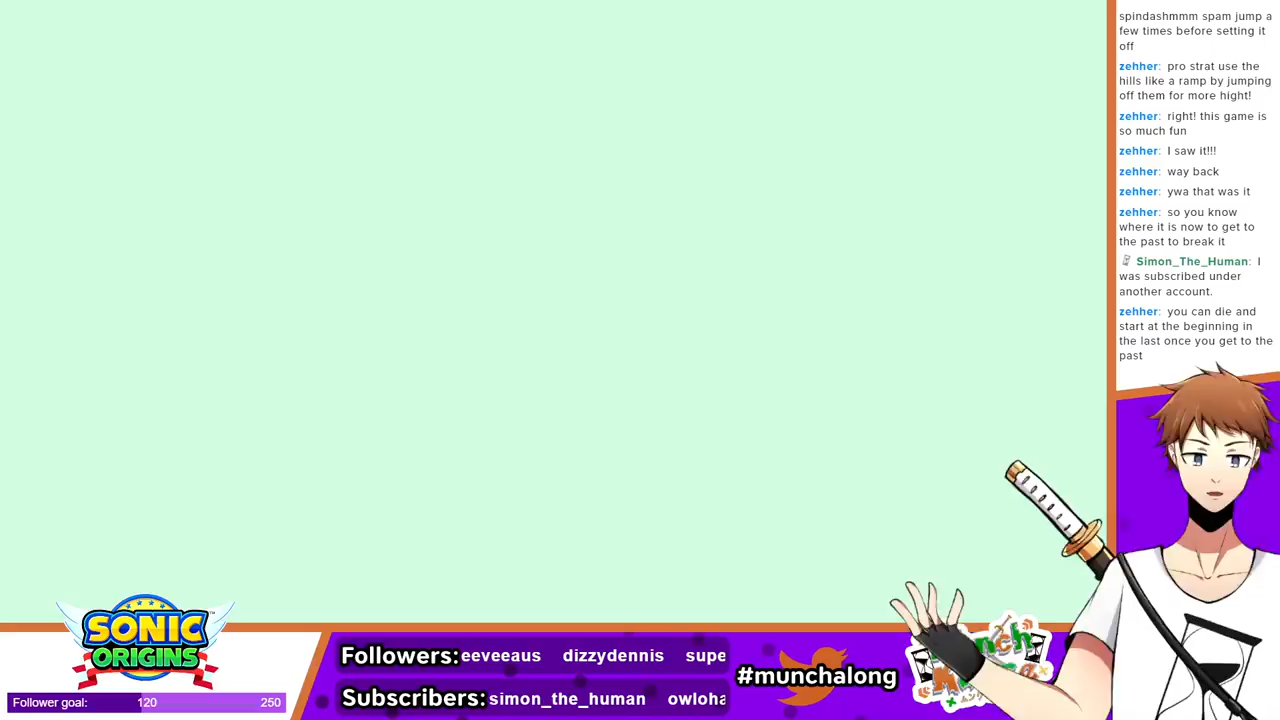 spindashmmm spam jump a
few times before setting it
off
zehher: pro strat use the
hills like a ramp by jumping
off them for more hight!
zehher: right! this game is
so much fun
zehher: I saw it!!!
zehher: way back
zehher: ywa that was it
zehher: so you know
where it is now to get to
the past to break it
Simon_The_Human: I
was subscribed under
another account.
zehher: you can die and
start at the beginning in
the last once you get to the
past
SONIC
ORIGINS
TM
Follower goal: 120 250
Followers: eeveeaus dizzydennis supe
Subscribers: simon_the_human owloha
#munchalong